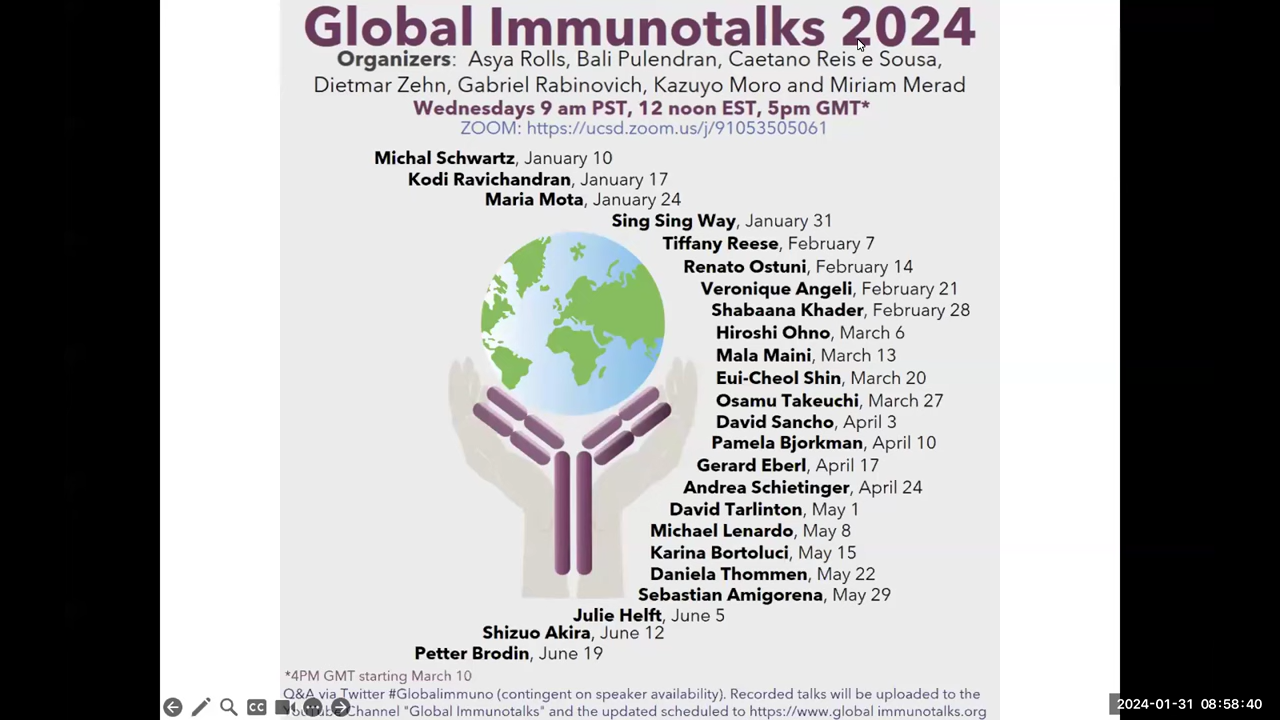 Global Immunotalks 2024
Organizers: Asya Rolls, Bali Pulendran, Caetano Reis e Sousa,
Dietmar Zehn, Gabriel Rabinovich, Kazuyo Moro and Miriam Merad
Wednesdays 9 am PST, 12 noon EST, 5pm GMT*
ZOOM: https://ucsd.zoom.us/j/91053505061
Michal Schwartz, January 10
Kodi Ravichandran, January 17
Maria Mota, January 24
Sing Sing Way, January 31
Tiffany Reese, February 7
Renato Ostuni, February 14
Veronique Angeli, February 21
Shabaana Khader, February 28
Hiroshi Ohno, March 6
Mala Maini, March 13
Eui-Cheol Shin, March 20
Osamu Takeuchi, March 27
David Sancho, April 3
Pamela Bjorkman, April 10
Gerard Eberl, April 17
Andrea Schietinger, April 24
David Tarlinton, May 1
Michael Lenardo, May 8
Karina Bortoluci, May 15
Daniela Thommen, May 22
Sebastian Amigorena, May 29
Julie Helft, June 5
Shizuo Akira, June 12
Petter Brodin, June 19
*4PM GMT starting March 10
Q&A via Twitter #Globalimmuno (contingent on speaker availability). Recorded talks will be uploaded to the
YouTube Channel "Global Immunotalks" and the updated scheduled to https://www.global immunotalks.org
CC
2024-01-31 08:58:40